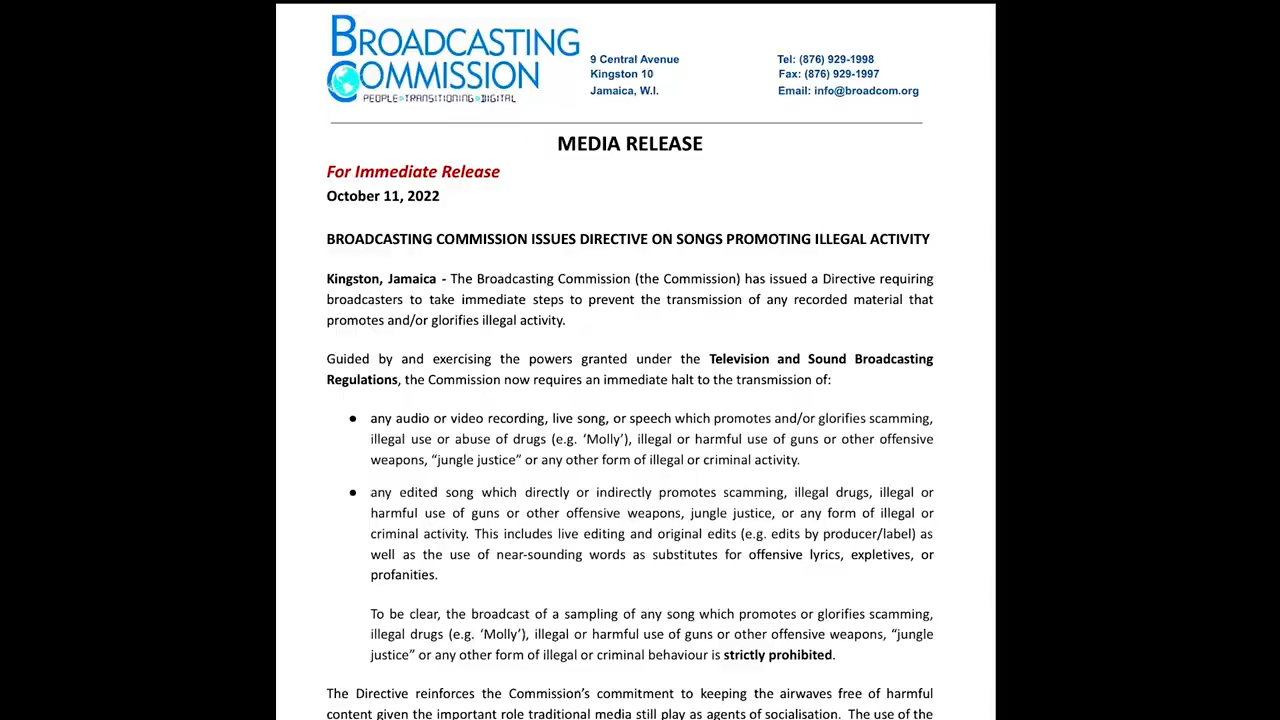 BROADCASTING
COMMISSION
PEOPLE TRANSITIONING DIGITAL
9 Central Avenue
Kingston 10
Jamaica, W.I.
Tel: (876) 929-1998
Fax: (876) 929-1997
Email: info@broadcom.org
MEDIA RELEASE
For Immediate Release
October 11, 2022
BROADCASTING COMMISSION ISSUES DIRECTIVE ON SONGS PROMOTING ILLEGAL ACTIVITY
Kingston, Jamaica - The Broadcasting Commission (the Commission) has issued a Directive requiring
broadcasters to take immediate steps to prevent the transmission of any recorded material that
promotes and/or glorifies illegal activity.
Guided by and exercising the powers granted under the Television and Sound Broadcasting
Regulations, the Commission now requires an immediate halt to the transmission of:
● any audio or video recording, live song, or speech which promotes and/or glorifies scamming,
illegal use or abuse of drugs (e.g. ‘Molly’), illegal or harmful use of guns or other offensive
weapons, “jungle justice” or any other form of illegal or criminal activity.
● any edited song which directly or indirectly promotes scamming, illegal drugs, illegal or
harmful use of guns or other offensive weapons, jungle justice, or any form of illegal or
criminal activity. This includes live editing and original edits (e.g. edits by producer/label) as
well as the use of near-sounding words as substitutes for offensive lyrics, expletives, or
profanities.
To be clear, the broadcast of a sampling of any song which promotes or glorifies scamming,
illegal drugs (e.g. ‘Molly’), illegal or harmful use of guns or other offensive weapons, “jungle
justice” or any other form of illegal or criminal behaviour is strictly prohibited.
The Directive reinforces the Commission’s commitment to keeping the airwaves free of harmful
content given the important role traditional media still play as agents of socialisation. The use of the